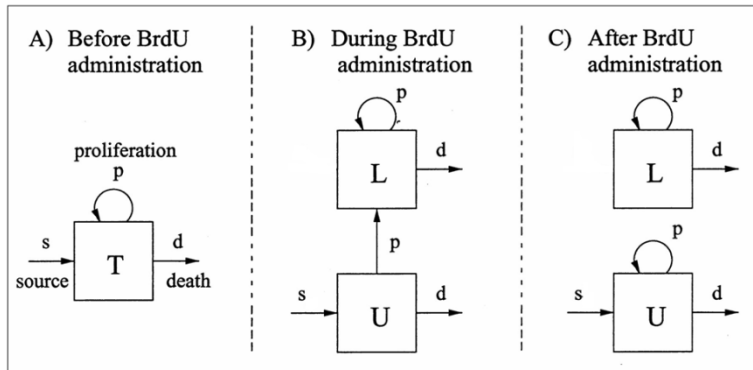 A) Before BrdU
administration
proliferation
p
s
d
T
source
death
B) During BrdU
administration
p
L
d
p
s
U
d
C) After BrdU
administration
p
L
d
p
s
U
d